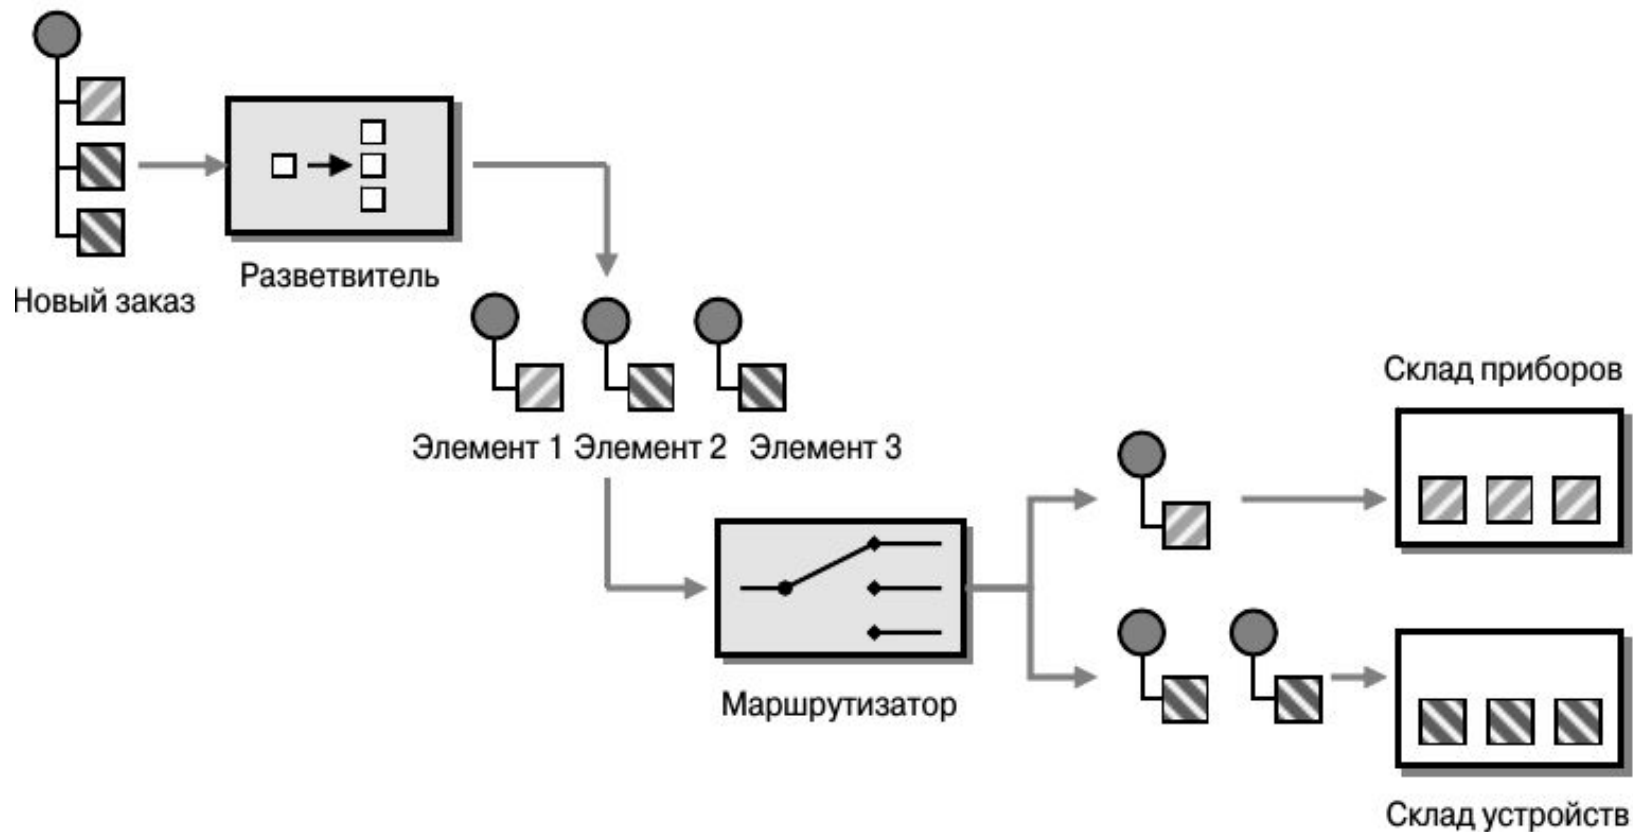 Новый заказ
Разветвитель
Элемент 1 Элемент 2 Элемент 3
Маршрутизатор
Склад приборов
Склад устройств